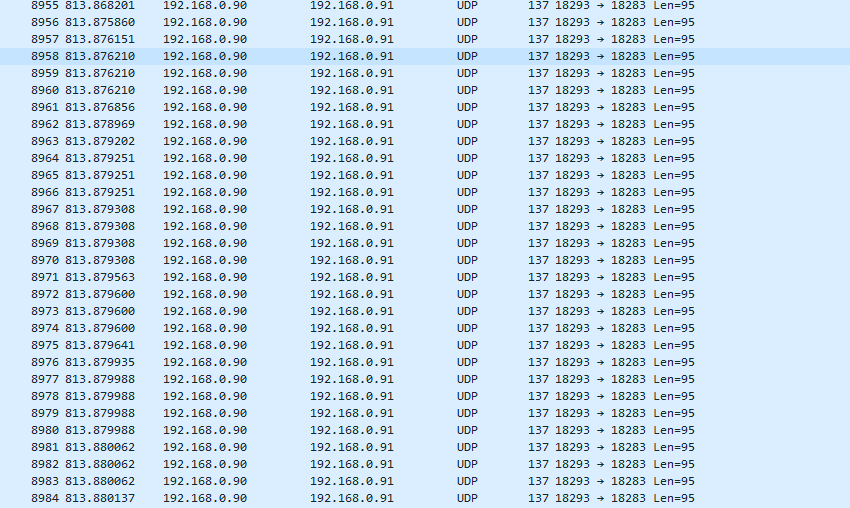 8955 813.868201 192.168.0.90 192.168.0.91 UDP 137 18293 → 18283 Len=95
8956 813.875860 192.168.0.90 192.168.0.91 UDP 137 18293 → 18283 Len=95
8957 813.876151 192.168.0.90 192.168.0.91 UDP 137 18293 → 18283 Len=95
8958 813.876210 192.168.0.90 192.168.0.91 UDP 137 18293 → 18283 Len=95
8959 813.876210 192.168.0.90 192.168.0.91 UDP 137 18293 → 18283 Len=95
8960 813.876210 192.168.0.90 192.168.0.91 UDP 137 18293 → 18283 Len=95
8961 813.876856 192.168.0.90 192.168.0.91 UDP 137 18293 → 18283 Len=95
8962 813.878969 192.168.0.90 192.168.0.91 UDP 137 18293 → 18283 Len=95
8963 813.879202 192.168.0.90 192.168.0.91 UDP 137 18293 → 18283 Len=95
8964 813.879251 192.168.0.90 192.168.0.91 UDP 137 18293 → 18283 Len=95
8965 813.879251 192.168.0.90 192.168.0.91 UDP 137 18293 → 18283 Len=95
8966 813.879251 192.168.0.90 192.168.0.91 UDP 137 18293 → 18283 Len=95
8967 813.879308 192.168.0.90 192.168.0.91 UDP 137 18293 → 18283 Len=95
8968 813.879308 192.168.0.90 192.168.0.91 UDP 137 18293 → 18283 Len=95
8969 813.879308 192.168.0.90 192.168.0.91 UDP 137 18293 → 18283 Len=95
8970 813.879308 192.168.0.90 192.168.0.91 UDP 137 18293 → 18283 Len=95
8971 813.879563 192.168.0.90 192.168.0.91 UDP 137 18293 → 18283 Len=95
8972 813.879600 192.168.0.90 192.168.0.91 UDP 137 18293 → 18283 Len=95
8973 813.879600 192.168.0.90 192.168.0.91 UDP 137 18293 → 18283 Len=95
8974 813.879600 192.168.0.90 192.168.0.91 UDP 137 18293 → 18283 Len=95
8975 813.879641 192.168.0.90 192.168.0.91 UDP 137 18293 → 18283 Len=95
8976 813.879935 192.168.0.90 192.168.0.91 UDP 137 18293 → 18283 Len=95
8977 813.879988 192.168.0.90 192.168.0.91 UDP 137 18293 → 18283 Len=95
8978 813.879988 192.168.0.90 192.168.0.91 UDP 137 18293 → 18283 Len=95
8979 813.879988 192.168.0.90 192.168.0.91 UDP 137 18293 → 18283 Len=95
8980 813.879988 192.168.0.90 192.168.0.91 UDP 137 18293 → 18283 Len=95
8981 813.880062 192.168.0.90 192.168.0.91 UDP 137 18293 → 18283 Len=95
8982 813.880062 192.168.0.90 192.168.0.91 UDP 137 18293 → 18283 Len=95
8983 813.880062 192.168.0.90 192.168.0.91 UDP 137 18293 → 18283 Len=95
8984 813.880137 192.168.0.90 192.168.0.91 UDP 137 18293 → 18283 Len=95